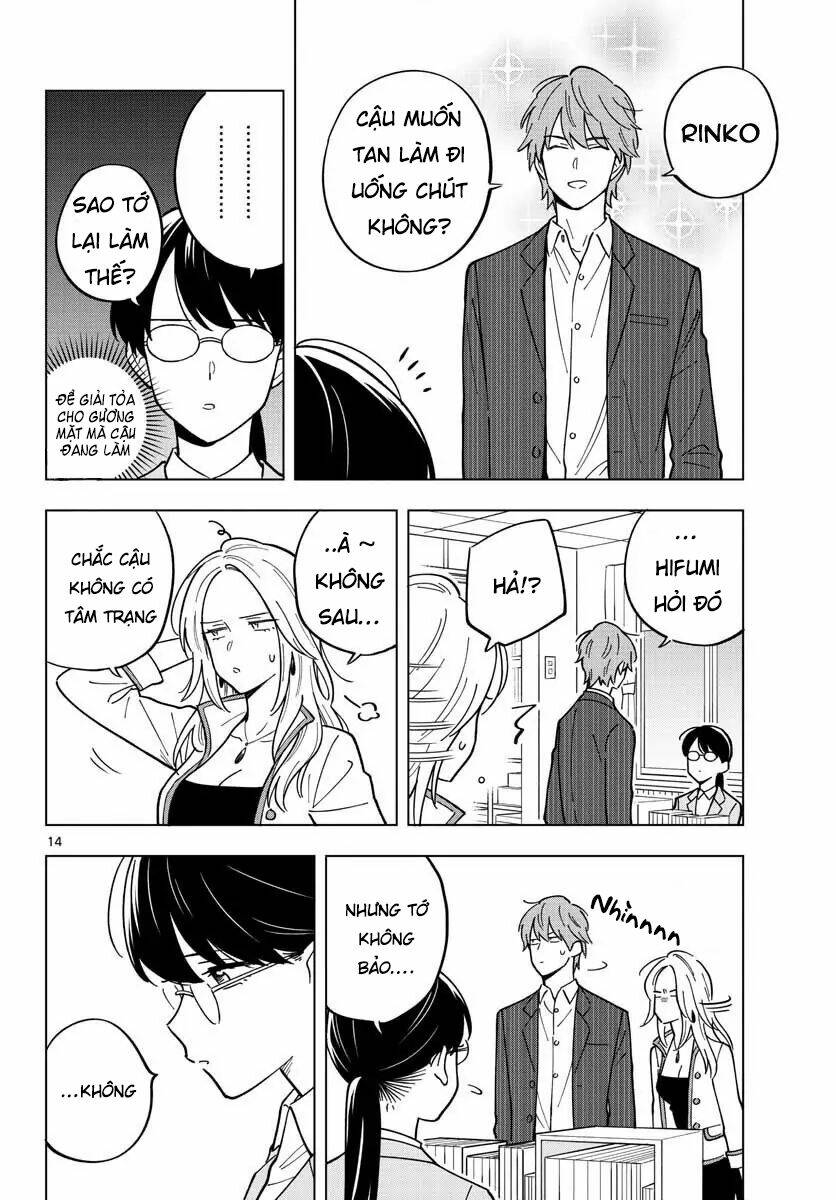 RINKO
CẬU MUỐN
TAN LÀM ĐI
UỐNG CHÚT
KHÔNG?
..........
..........
SAO TỚ
LẠI LÀM
THẾ?
ĐỂ GIẢI TỎA
CHO GƯƠNG
MẶT MÀ CẬU
ĐANG LÀM
...
HIFUMI
HỎI ĐÓ
HẢ!?
..À ~
KHÔNG
SAU...
CHẮC CẬU
KHÔNG CÓ
TÂM TRẠNG
14
Nhìnnnn
NHƯNG TỚ
KHÔNG
BẢO....
...KHÔNG